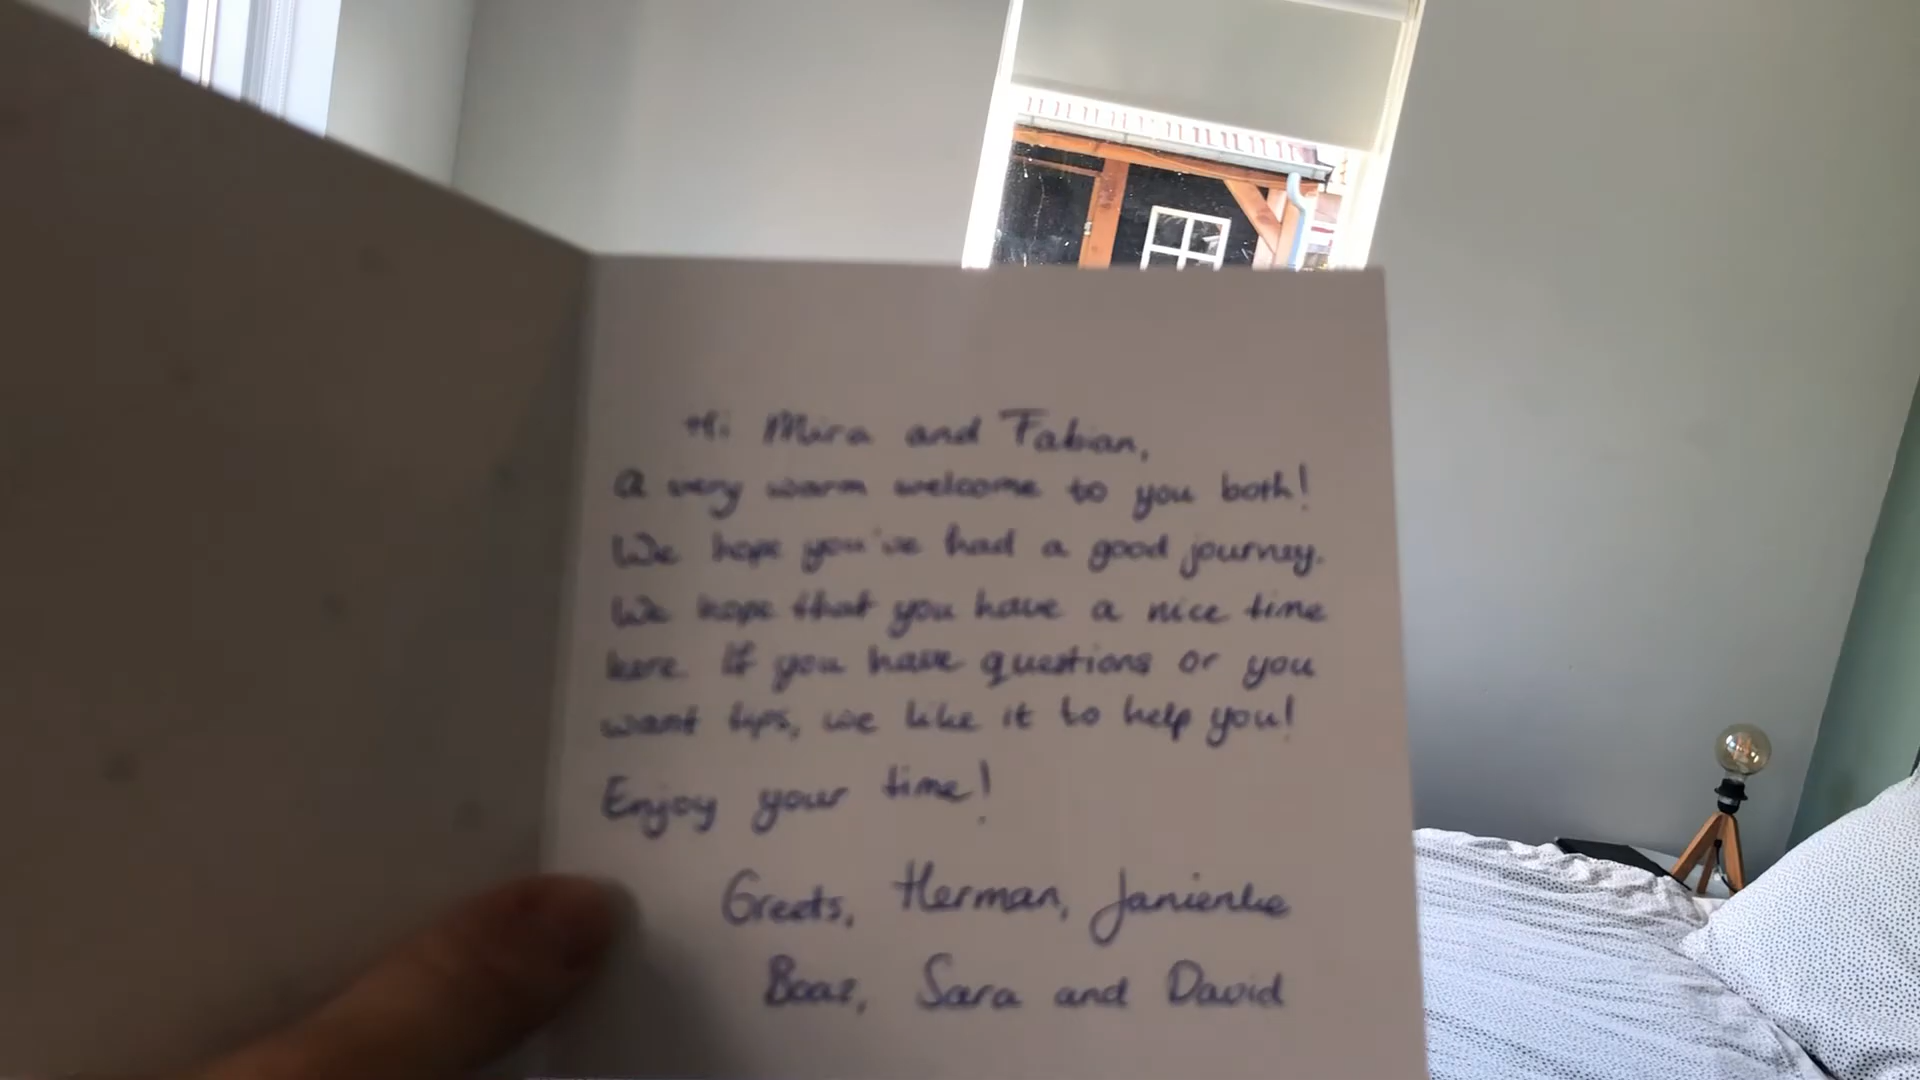 Hi Mira and Fabian,
A very warm welcome to you both!
We hope you've had a good journey.
We hope that you have a nice time
here. If you have questions or you
want tips, we like it to help you!
Enjoy your time!
Greets, Herman, Janienke
Boaz, Sara and David